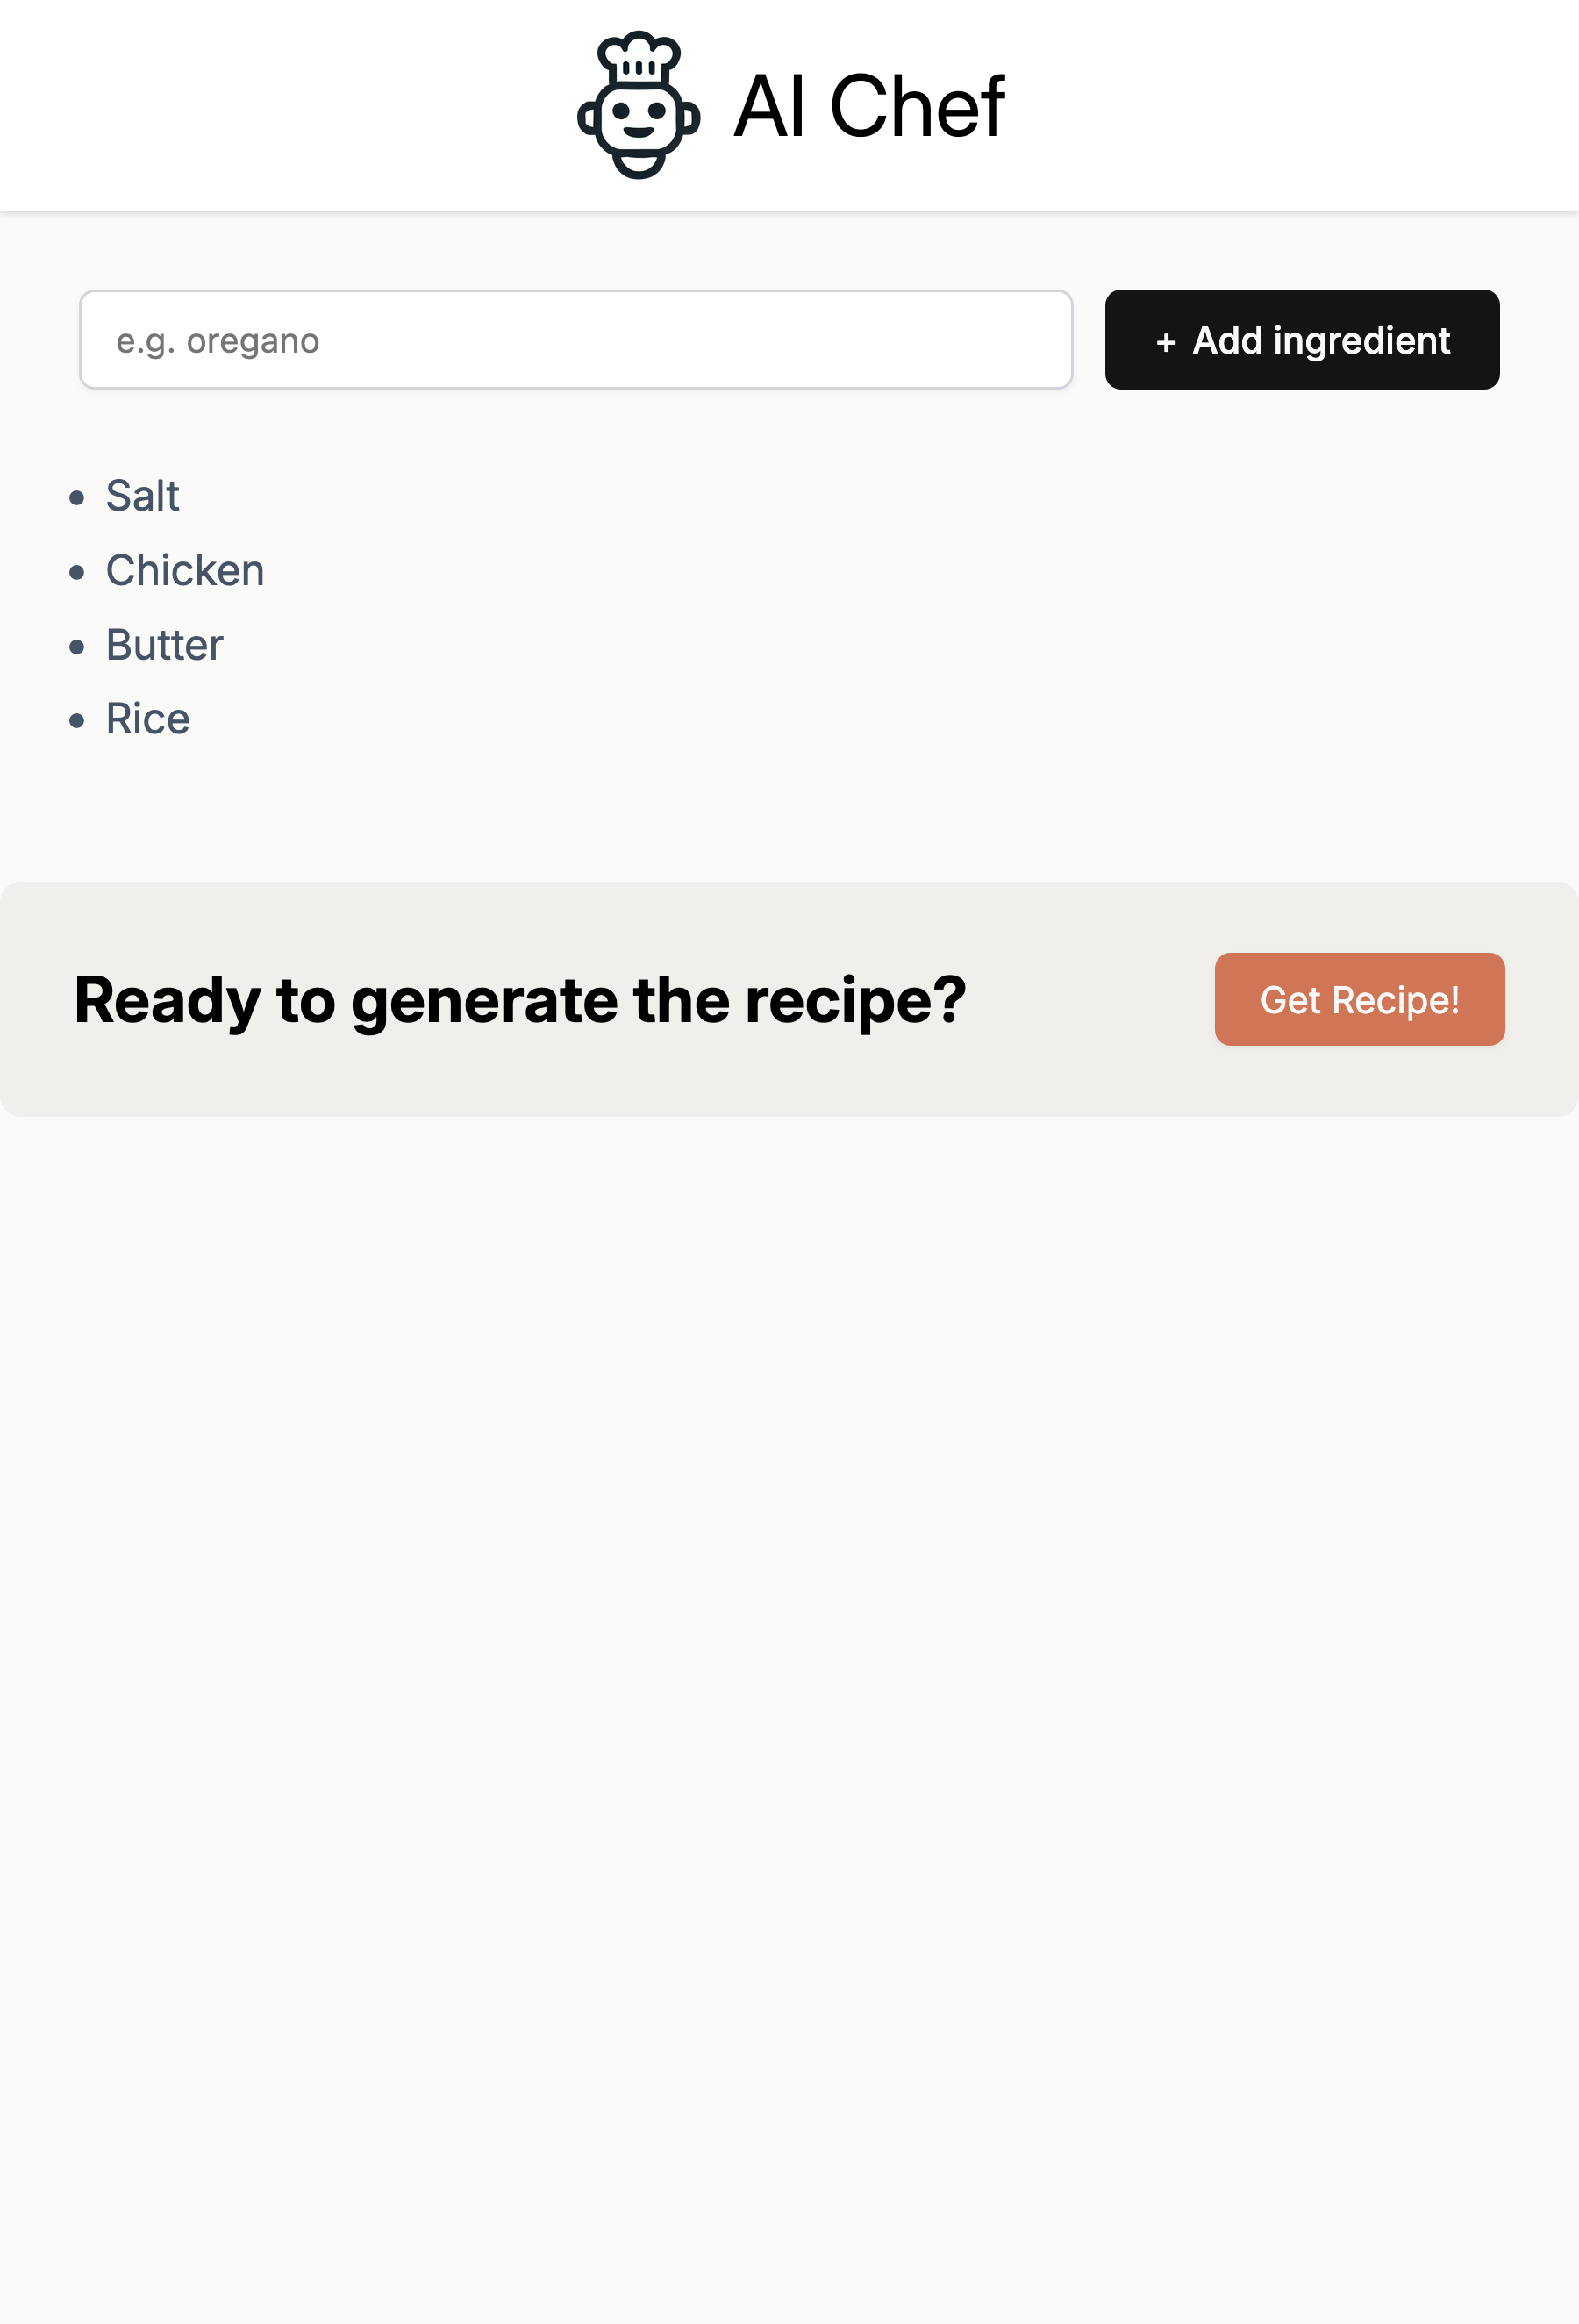 AI Chef
e.g. oregano
+ Add ingredient
Salt
Chicken
Butter
Rice
Ready to generate the recipe?
Get Recipe!